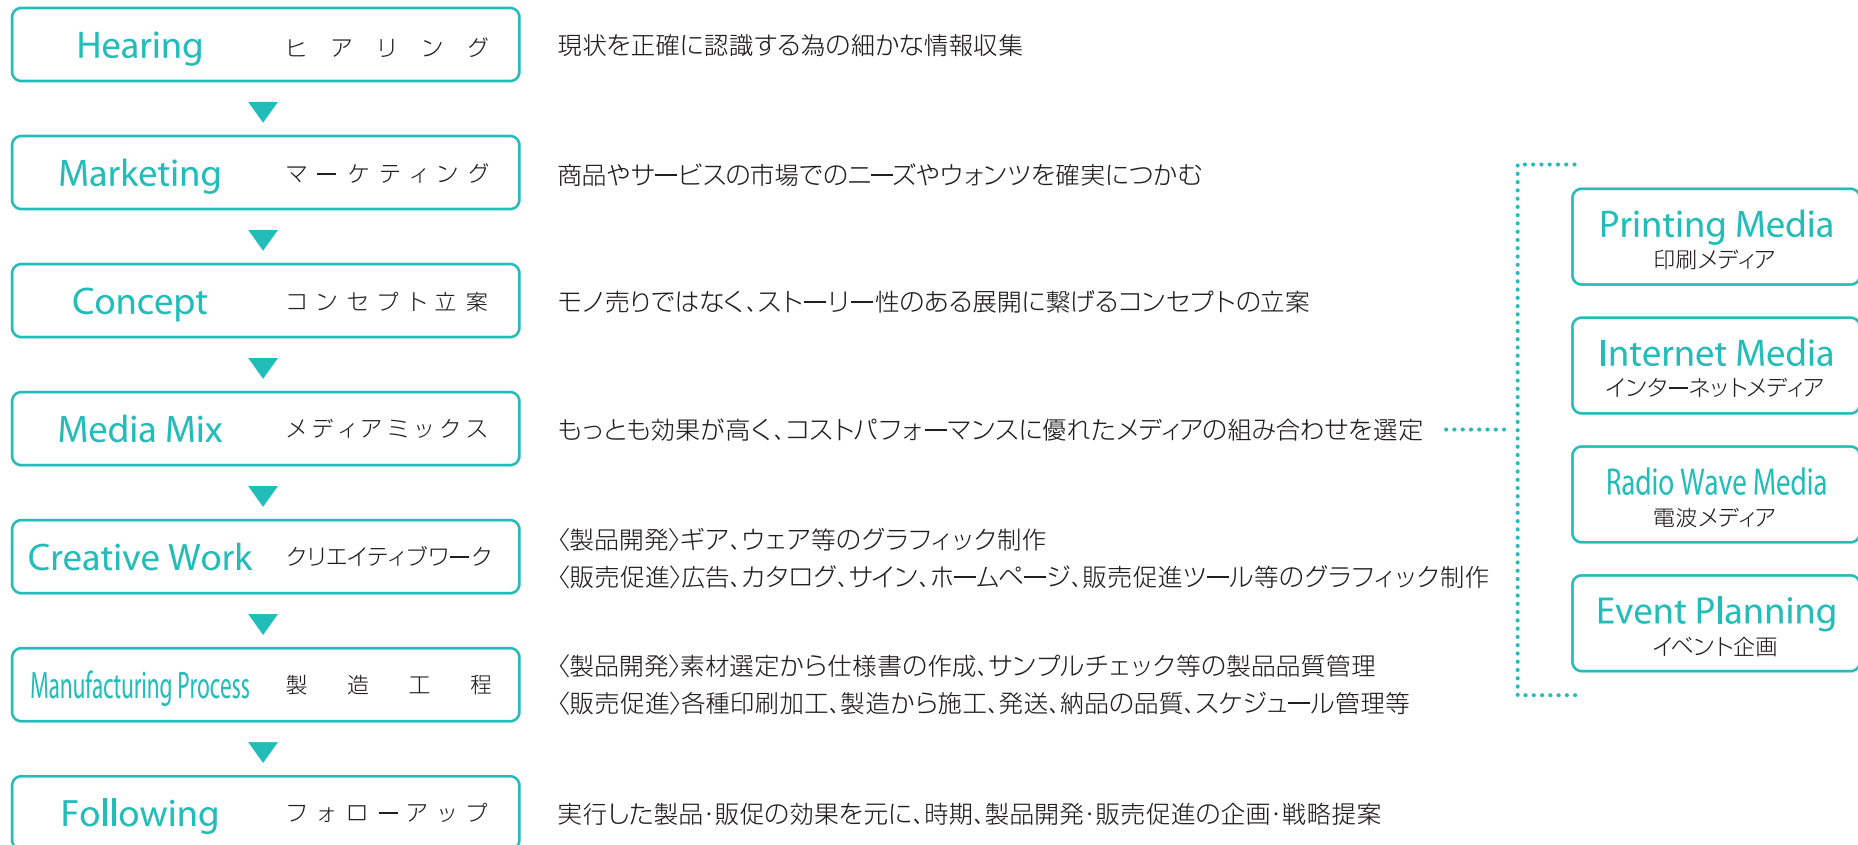 Hearing ヒアリング 現状を正確に認識する為の細かな情報収集
Marketing マーケティング 商品やサービスの市場でのニーズやウォンツを確実につかむ
Concept コンセプト立案 モノ売りではなく、ストーリー性のある展開に繋げるコンセプトの立案
Media Mix メディアミックス もっとも効果が高く、コストパフォーマンスに優れたメディアの組み合わせを選定
Printing Media
印刷メディア
Internet Media
インターネットメディア
Radio Wave Media
電波メディア
Event Planning
イベント企画
Creative Work クリエイティブワーク
〈製品開発〉ギア、ウェア等のグラフィック制作
〈販売促進〉広告、カタログ、サイン、ホームページ、販売促進ツール等のグラフィック制作
Manufacturing Process 製造工程
〈製品開発〉素材選定から仕様書の作成、サンプルチェック等の製品品質管理
〈販売促進〉各種印刷加工、製造から施工、発送、納品の品質、スケジュール管理等
Following フォローアップ 実行した製品・販促の効果を元に、時期、製品開発・販売促進の企画・戦略提案